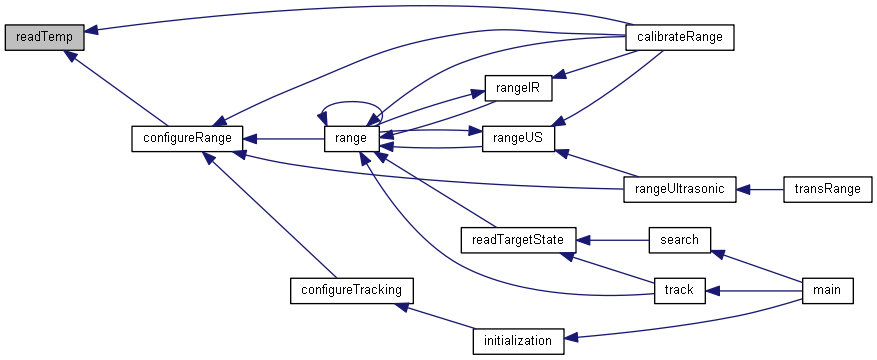 readTemp
calibrateRange
rangeIR
configureRange
range
rangeUS
rangeUltrasonic
transRange
readTargetState
search
configureTracking
track
main
initialization